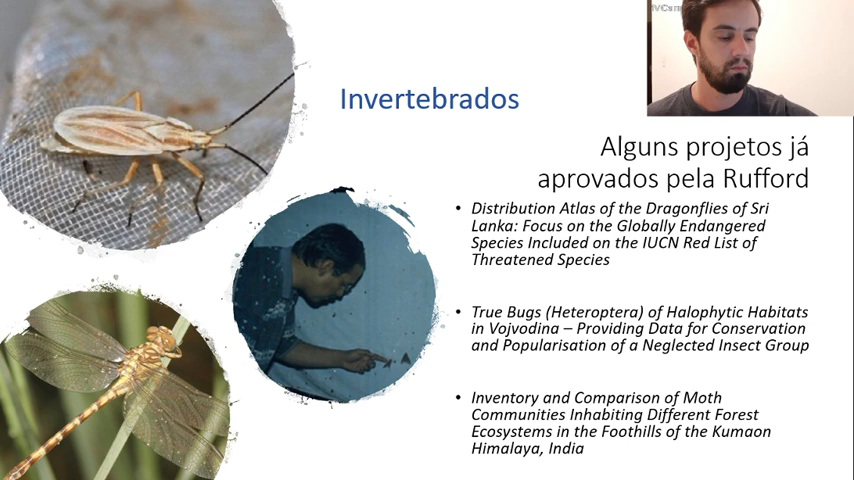 Invertebrados
Alguns projetos já
aprovados pela Rufford
• Distribution Atlas of the Dragonflies of Sri
Lanka: Focus on the Globally Endangered
Species Included on the IUCN Red List of
Threatened Species
• True Bugs (Heteroptera) of Halophytic Habitats
in Vojvodina – Providing Data for Conservation
and Popularisation of a Neglected Insect Group
• Inventory and Comparison of Moth
Communities Inhabiting Different Forest
Ecosystems in the Foothills of the Kumaon
Himalaya, India